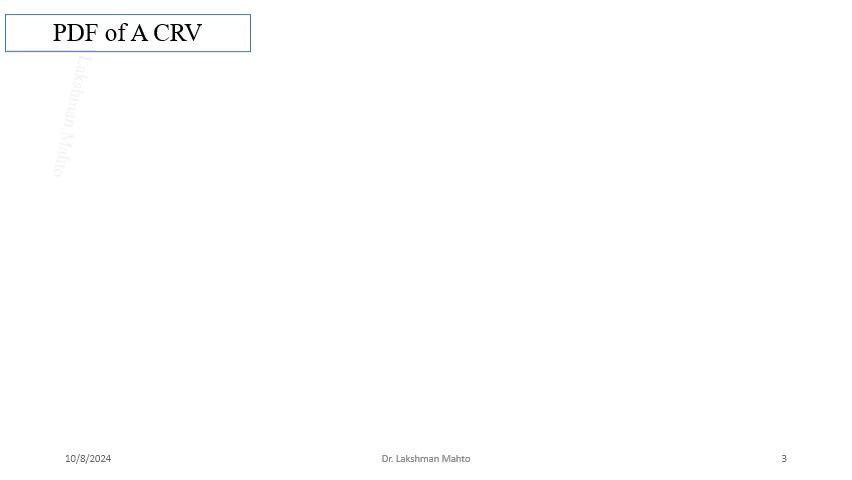 PDF of A CRV
Lakshman Mahto
10/8/2024
Dr. Lakshman Mahto
3